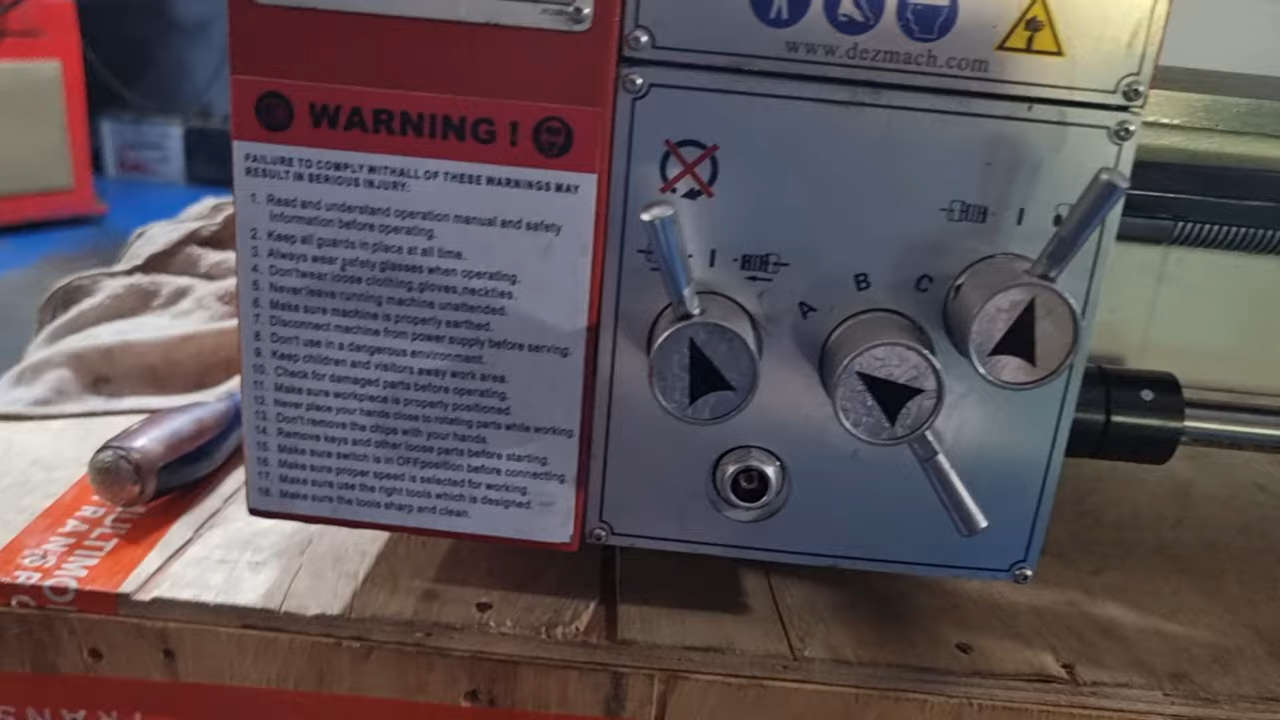 www.dezmach.com
WARNING !
FAILURE TO COMPLY WITHALL OF THESE WARNINGS MAY
RESULT IN SERIOUS INJURY:
1. Read and understand operation manual and safety
information before operating.
2. Keep all guards in place at all time.
3. Always wear safety glasses when operating.
4. Don'twear loose clothing,gloves,neckties.
5. Neverleave running machine unattended.
6. Make sure machine is properly earthed.
7. Disconnect machine from power supply before serving.
8. Don't use in a dangerous environment.
9. Keep children and visitors away work area.
10. Check for damaged parts before operating.
11. Make sure workpiece is properly positioned.
12. Never place your hands close to rotating parts while working.
13. Don't remove the chips with your hands.
14. Remove keys and other loose parts before starting.
15. Make sure switch is in OFFposition before connecting.
16. Make sure proper speed is selected for working.
17. Make sure use the right tools which is designed.
18. Make sure the tools sharp and clean.
A B C